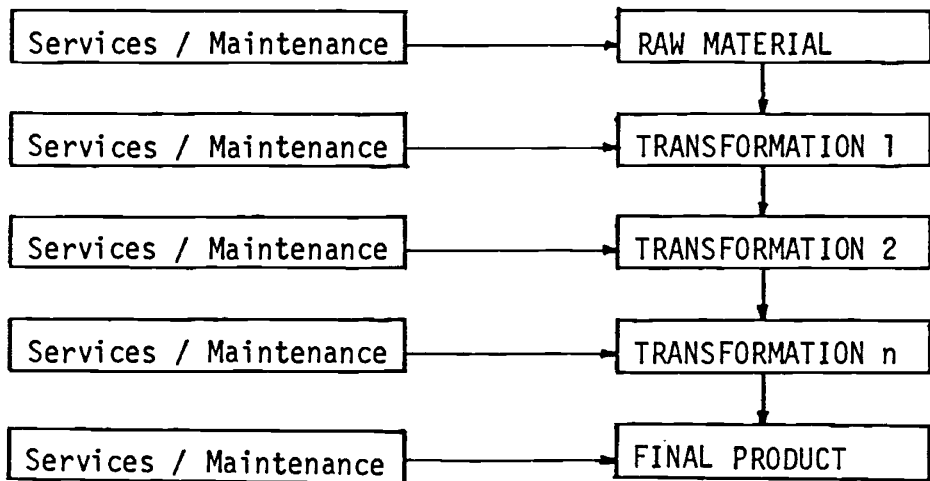 Services / Maintenance
RAW MATERIAL
Services / Maintenance
TRANSFORMATION 1
Services / Maintenance
TRANSFORMATION 2
Services / Maintenance
TRANSFORMATION n
Services / Maintenance
FINAL PRODUCT